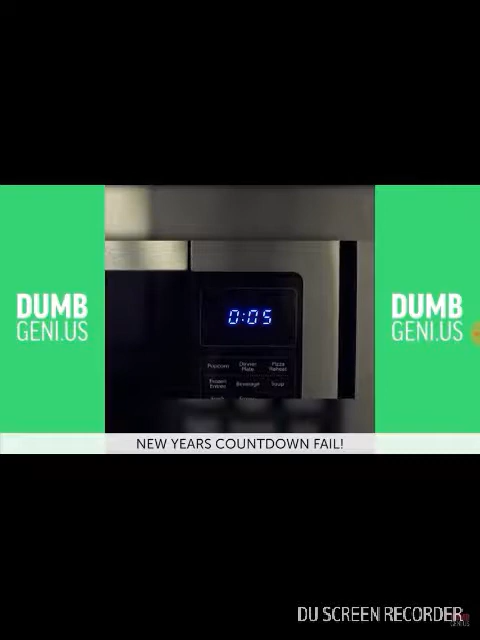 DUMB
GENI.US
DUMB
GENI.US
0:05
Popcorn
Dinner
Plate
Pizza
Reheat
Frozen
Entrée
Beverage
Soup
NEW YEARS COUNTDOWN FAIL!
DU SCREEN RECORDER